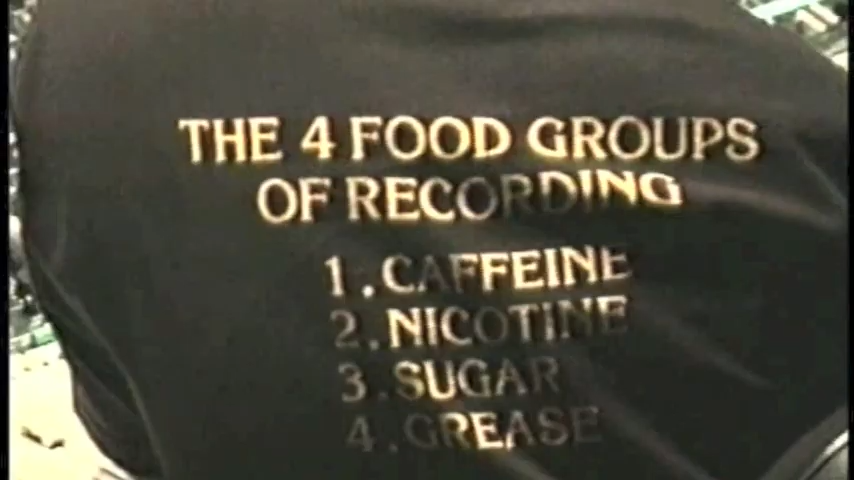 THE 4 FOOD GROUPS
OF RECORDING
1.CAFFEINE
2.NICOTINE
3.SUGAR
4.GREASE